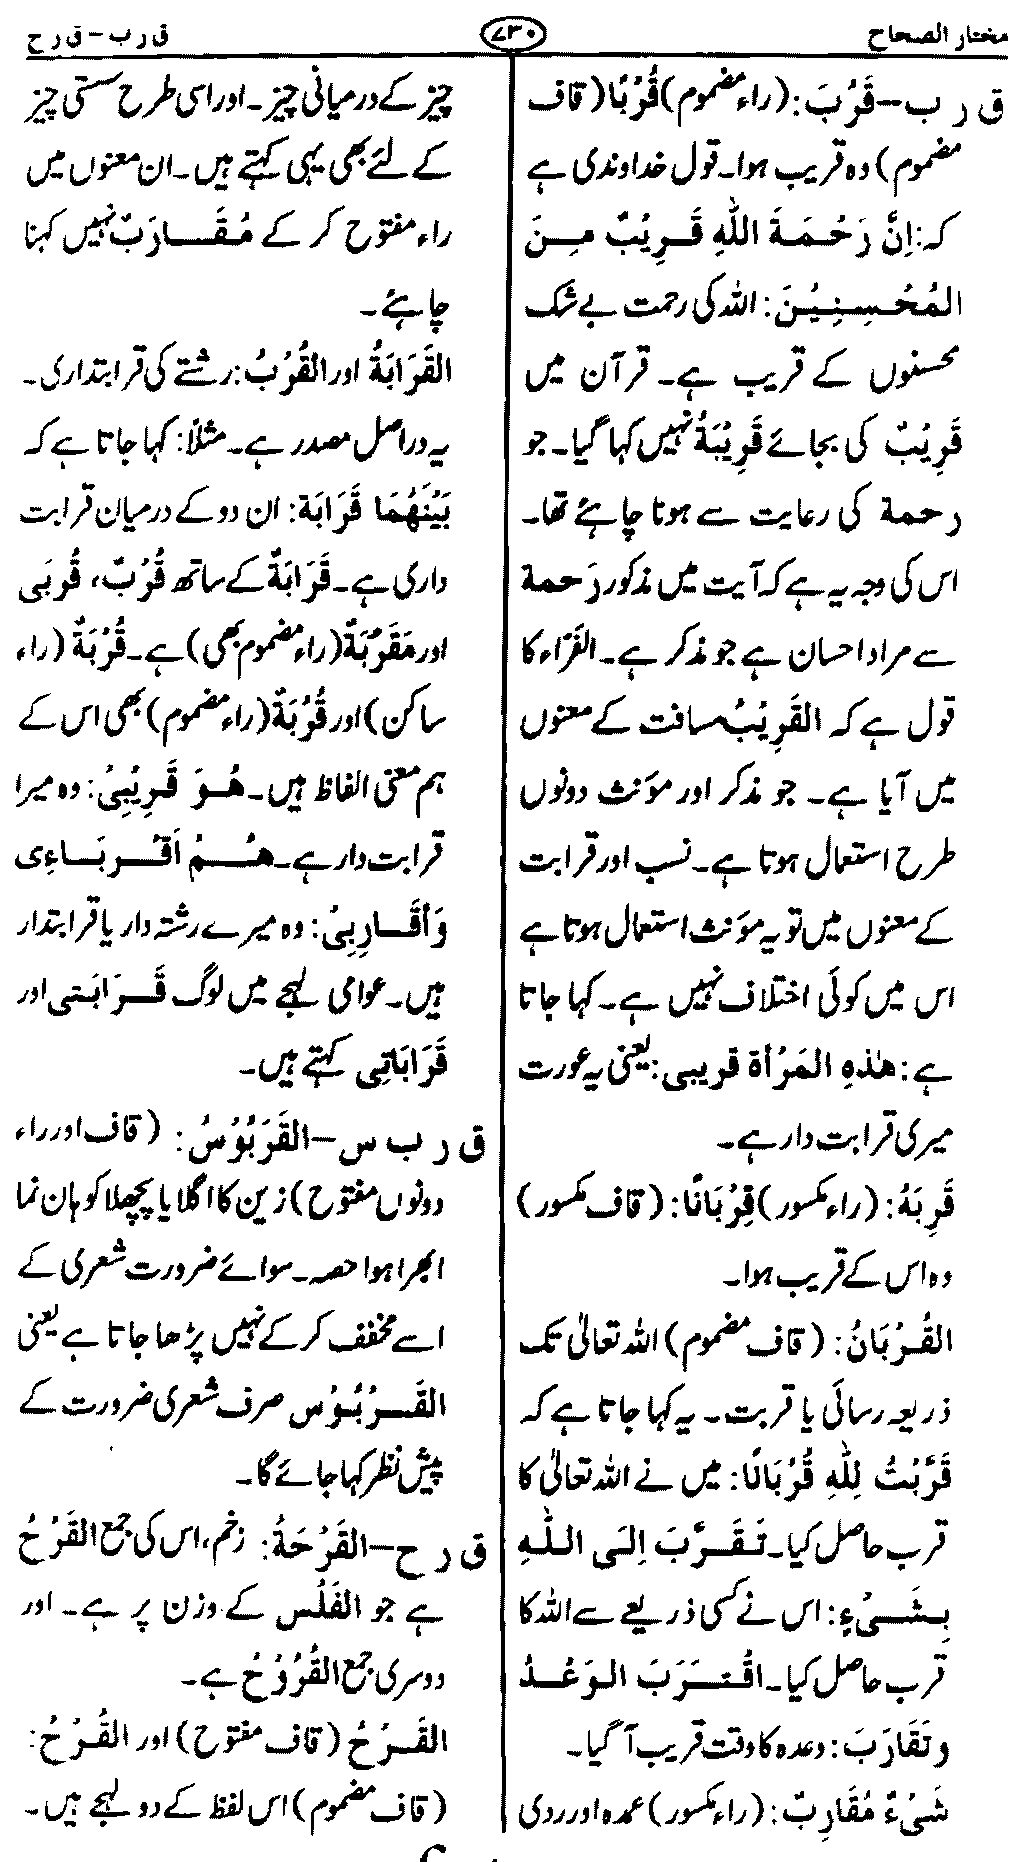 مختار الصحاح
۷۳۰
ق ر ب – ق ر ح
ق ر ب – قَرُبَ: (راء مضموم) قُرْبًا (قاف
مضموم) وہ قریب ہوا۔ قول خداوندی ہے
کہ: اِنَّ رَحْمَةَ اللّٰهِ قَرِيْبٌ مِنَ
الْمُحْسِنِيْنَ: اللہ کی رحمت بے شک
محسنوں کے قریب ہے۔ قرآن میں
قَرِيْبٌ کی بجائے قَرِيْبَةٌ نہیں کہا گیا۔ جو
رحمة کی رعایت سے ہونا چاہئے تھا۔
اس کی وجہ یہ ہے کہ آیت میں مذکور رَحمة
سے مراد احسان ہے جو مذکر ہے۔ الفَرّاء کا
قول ہے کہ القَرِيْبُ مسافت کے معنوں
میں آیا ہے۔ جو مذکر اور مؤنث دونوں
طرح استعمال ہوتا ہے۔ نسب اور قرابت
کے معنوں میں تو یہ مؤنث استعمال ہوتا ہے
اس میں کوئی اختلاف نہیں ہے۔ کہا جاتا
ہے: هٰذِهِ المَرْأة قريبی: یعنی یہ عورت
میری قرابت دار ہے۔
قَرِبَهُ: (راء مکسور) قِرْبَانًا: (قاف مکسور)
وہ اس کے قریب ہوا۔
القُرْبَانُ: (قاف مضموم) اللہ تعالیٰ تک
ذریعہ رسائی یا قربت۔ یہ کہا جاتا ہے کہ
قَرَّبْتُ لِلّٰهِ قُرْبَانًا: میں نے اللہ تعالیٰ کا
قرب حاصل کیا۔ تَقَرَّبَ اِلَى اللّٰهِ
بِشَىْءٍ: اس نے کسی ذریعے سے اللہ کا
قرب حاصل کیا۔ اقْتَرَبَ الوَعْدُ
وتَقَارَبَ: وعدہ کا وقت قریب آ گیا۔
شَىْءٌ مُقَارِبٌ: (راء مکسور) عمدہ اور ردی
چیز کے درمیانی چیز۔ اور اسی طرح سستی چیز
کے لئے بھی یہی کہتے ہیں۔ ان معنوں میں
راء مفتوح کر کے مُقَارَبٌ نہیں کہنا
چاہئے۔
القَرَابَةُ اور القُرْبُ: رشتے کی قرابتداری۔
یہ دراصل مصدر ہے۔ مثلاً: کہا جاتا ہے کہ
بَيْنَهُمَا قَرَابَة: ان دو کے درمیان قرابت
داری ہے۔ قَرَابَةٌ کے ساتھ قُرْبٌ، قُربَى
اور مَقْرَبَةٌ (راء مضموم بھی) ہے۔ قُرْبَةٌ (راء
ساکن) اور قُرُبَةٌ (راء مضموم) بھی اس کے
ہم معنی الفاظ ہیں۔ هُوَ قَرِيْبِىْ: وہ میرا
قرابت دار ہے۔ هُمْ اَقْرِبَاءِى
وَأقَارِبِىْ: وہ میرے رشتہ دار یا قرابتدار
ہیں۔ عوامی لہجے میں لوگ قَرَابَتى اور
قَرَابَاتِى کہتے ہیں۔
ق ر ب س – القَرَبُوْسُ: (قاف اور راء
دونوں مفتوح) زین کا اگلا یا پچھلا کوہان نما
ابھرا ہوا حصہ۔ سوائے ضرورت شعری کے
اسے مخفف کر کے نہیں پڑھا جاتا ہے یعنی
القَرْبُوْس صرف شعری ضرورت کے
پیش نظر کہا جائے گا۔
ق ر ح – القَرْحَةُ: زخم، اس کی جمع القَرْحُ
ہے جو الفَلْس کے وزن پر ہے۔ اور
دوسری جمع القُرُوْحُ ہے۔
القَرْحُ (قاف مفتوح) اور القُرْحُ:
(قاف مضموم) اس لفظ کے دو لہجے ہیں۔